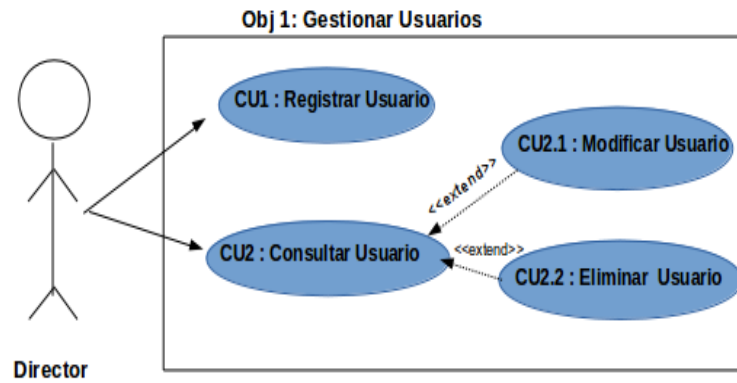 Obj 1: Gestionar Usuarios
CU1 : Registrar Usuario
CU2.1 : Modificar Usuario
<<extend>>
CU2 : Consultar Usuario
<<extend>>
CU2.2 : Eliminar Usuario
Director